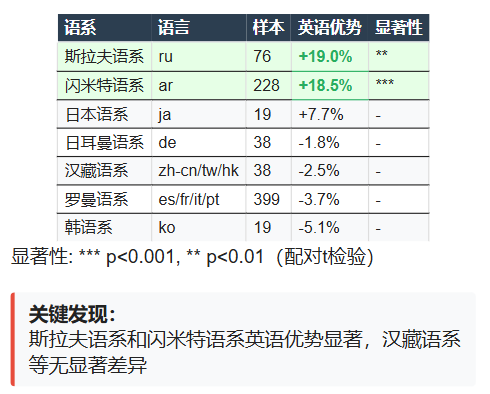 语系 语言 样本 英语优势 显著性
斯拉夫语系 ru 76 +19.0% **
闪米特语系 ar 228 +18.5% ***
日本语系 ja 19 +7.7% -
日耳曼语系 de 38 -1.8% -
汉藏语系 zh-cn/tw/hk 38 -2.5% -
罗曼语系 es/fr/it/pt 399 -3.7% -
韩语系 ko 19 -5.1% -
显著性: *** p<0.001, ** p<0.01（配对t检验）
关键发现：
斯拉夫语系和闪米特语系英语优势显著，汉藏语系
等无显著差异